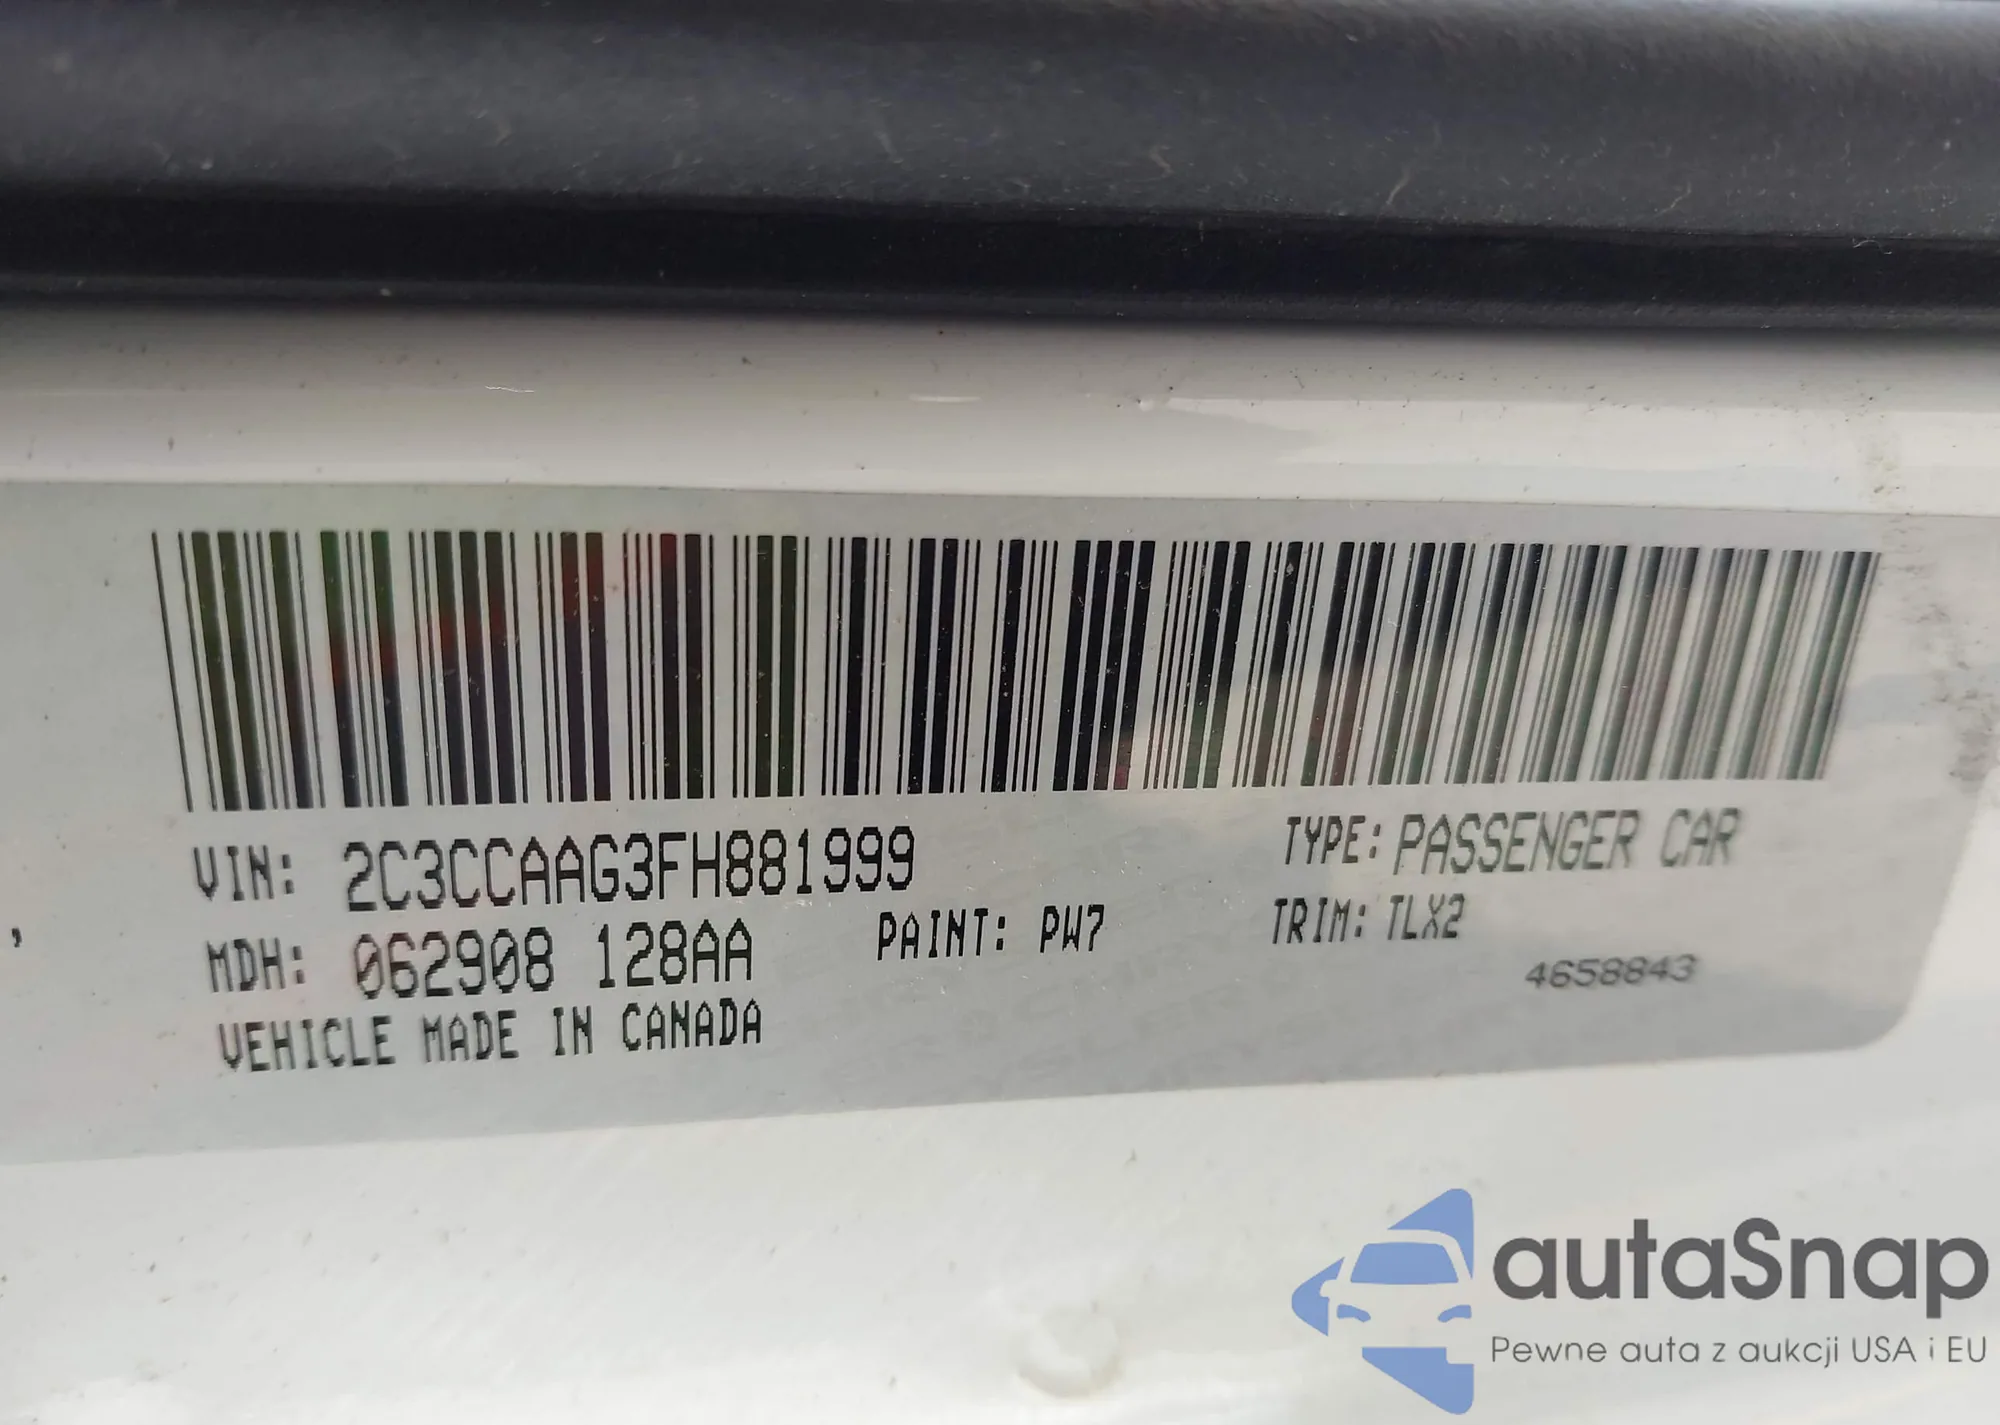 VIN: 2C3CCAAG3FH881999
TYPE: PASSENGER CAR
MDH: 062908 128AA
PAINT: PW7
TRIM: TLX2
4658843
VEHICLE MADE IN CANADA
autaSnap
Pewne auta z aukcji USA i EU